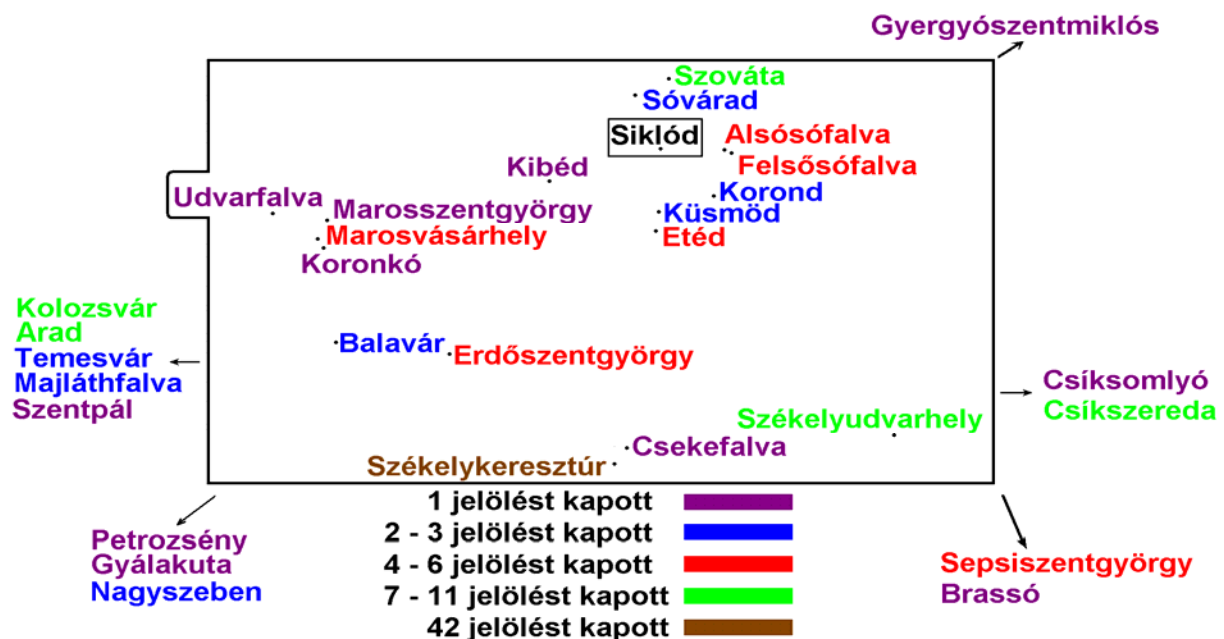 Gyergyószentmiklós
Szováta
Sóvárad
Siklód
Alsósófalva
Felsősófalva
Kibéd
Korond
Udvarfalva
Marosszentgyörgy
Küsmöd
Marosvásárhely
Etéd
Koronkó
Kolozsvár
Arad
Temesvár
Majláthfalva
Szentpál
Balavár
Erdőszentgyörgy
Csíksomlyó
Csíkszereda
Székelyudvarhely
Csekefalva
Székelykeresztúr
1 jelölést kapott
2 - 3 jelölést kapott
4 - 6 jelölést kapott
7 - 11 jelölést kapott
42 jelölést kapott
Petrozsény
Gyálakuta
Nagyszeben
Sepsiszentgyörgy
Brassó